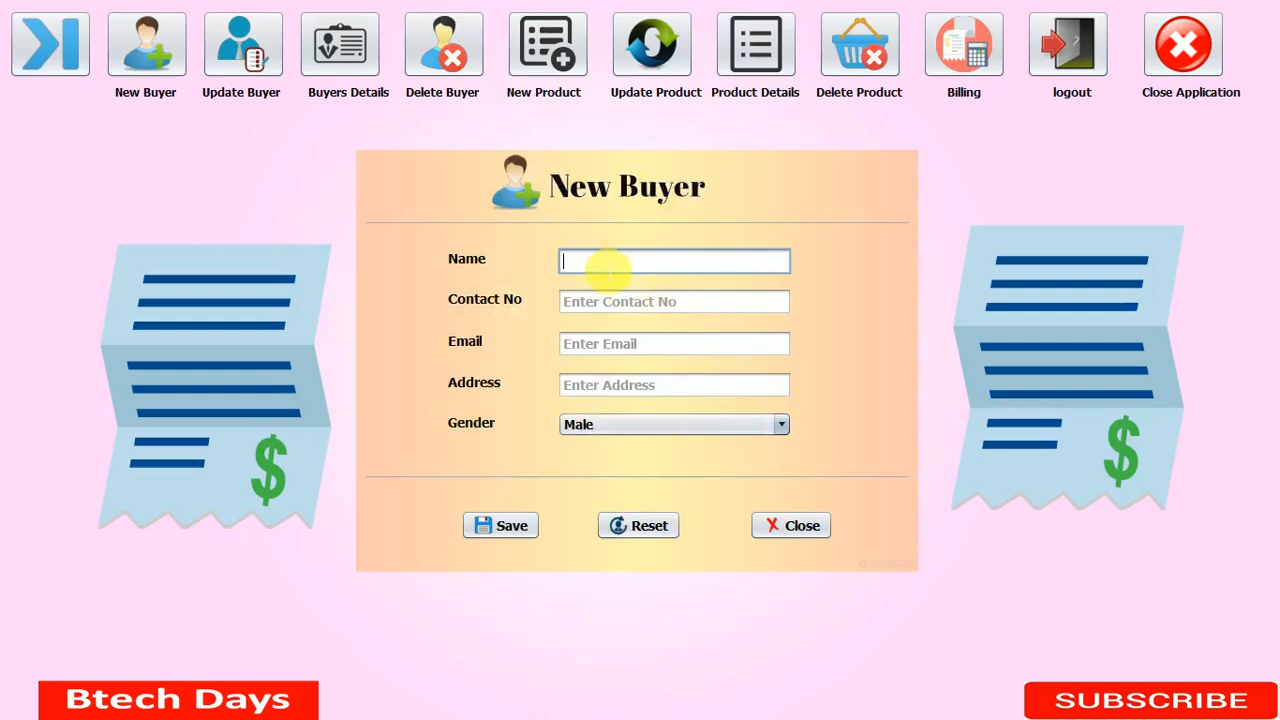 New Buyer
Update Buyer
Buyers Details
Delete Buyer
New Product
Update Product
Product Details
Delete Product
Billing
logout
Close Application
New Buyer
Name
Contact No
Enter Contact No
Email
Enter Email
Address
Enter Address
Gender
Male
Save
Reset
Close
$
$
Btech Days
SUBSCRIBE